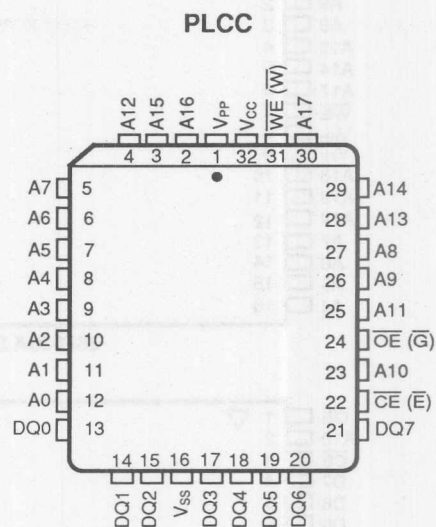 PLCC
A12 A15 A16 VPP VCC W̅E̅ (W̅) A17
4 3 2 1 32 31 30
A7 5 29 A14
A6 6 28 A13
A5 7 27 A8
A4 8 26 A9
A3 9 25 A11
A2 10 24 O̅E̅ (G̅)
A1 11 23 A10
A0 12 22 C̅E̅ (E̅)
DQ0 13 21 DQ7
14 15 16 17 18 19 20
DQ1 DQ2 VSS DQ3 DQ4 DQ5 DQ6